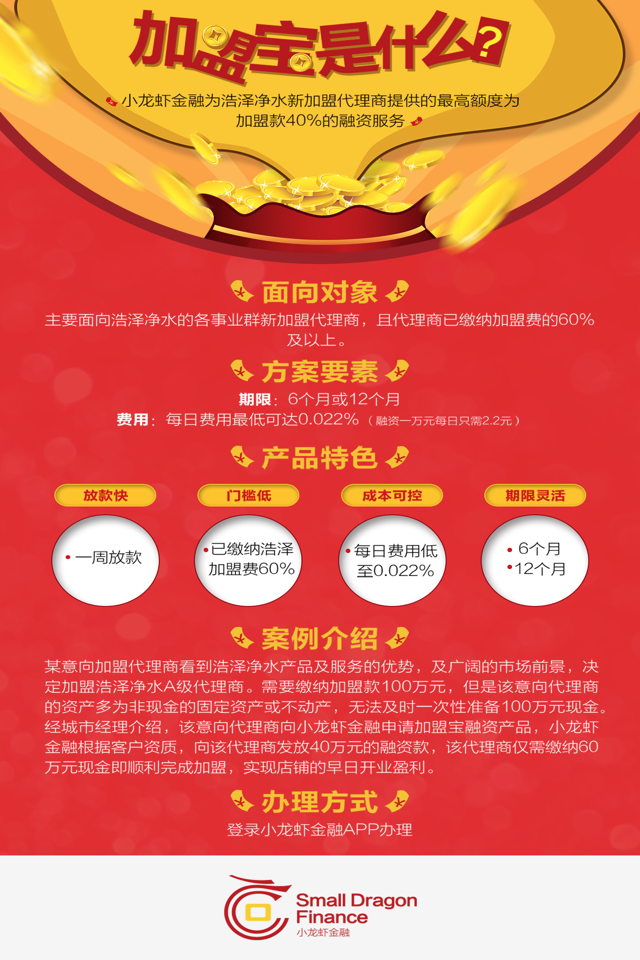 加盟宝是什么?
小龙虾金融为浩泽净水新加盟代理商提供的最高额度为
加盟款40%的融资服务
面向对象
主要面向浩泽净水的各事业群新加盟代理商，且代理商已缴纳加盟费的60%
及以上。
方案要素
期限：6个月或12个月
费用：每日费用最低可达0.022%（融资一万元每日只需2.2元）
产品特色
放款快
门槛低
成本可控
期限灵活
•一周放款
•已缴纳浩泽
加盟费60%
•每日费用低
至0.022%
•6个月
•12个月
案例介绍
某意向加盟代理商看到浩泽净水产品及服务的优势，及广阔的市场前景，决
定加盟浩泽净水A级代理商。需要缴纳加盟款100万元，但是该意向代理商
的资产多为非现金的固定资产或不动产，无法及时一次性准备100万元现金。
经城市经理介绍，该意向代理商向小龙虾金融申请加盟宝融资产品，小龙虾
金融根据客户资质，向该代理商发放40万元的融资款，该代理商仅需缴纳60
万元现金即顺利完成加盟，实现店铺的早日开业盈利。
办理方式
登录小龙虾金融APP办理
Small Dragon
Finance
小龙虾金融